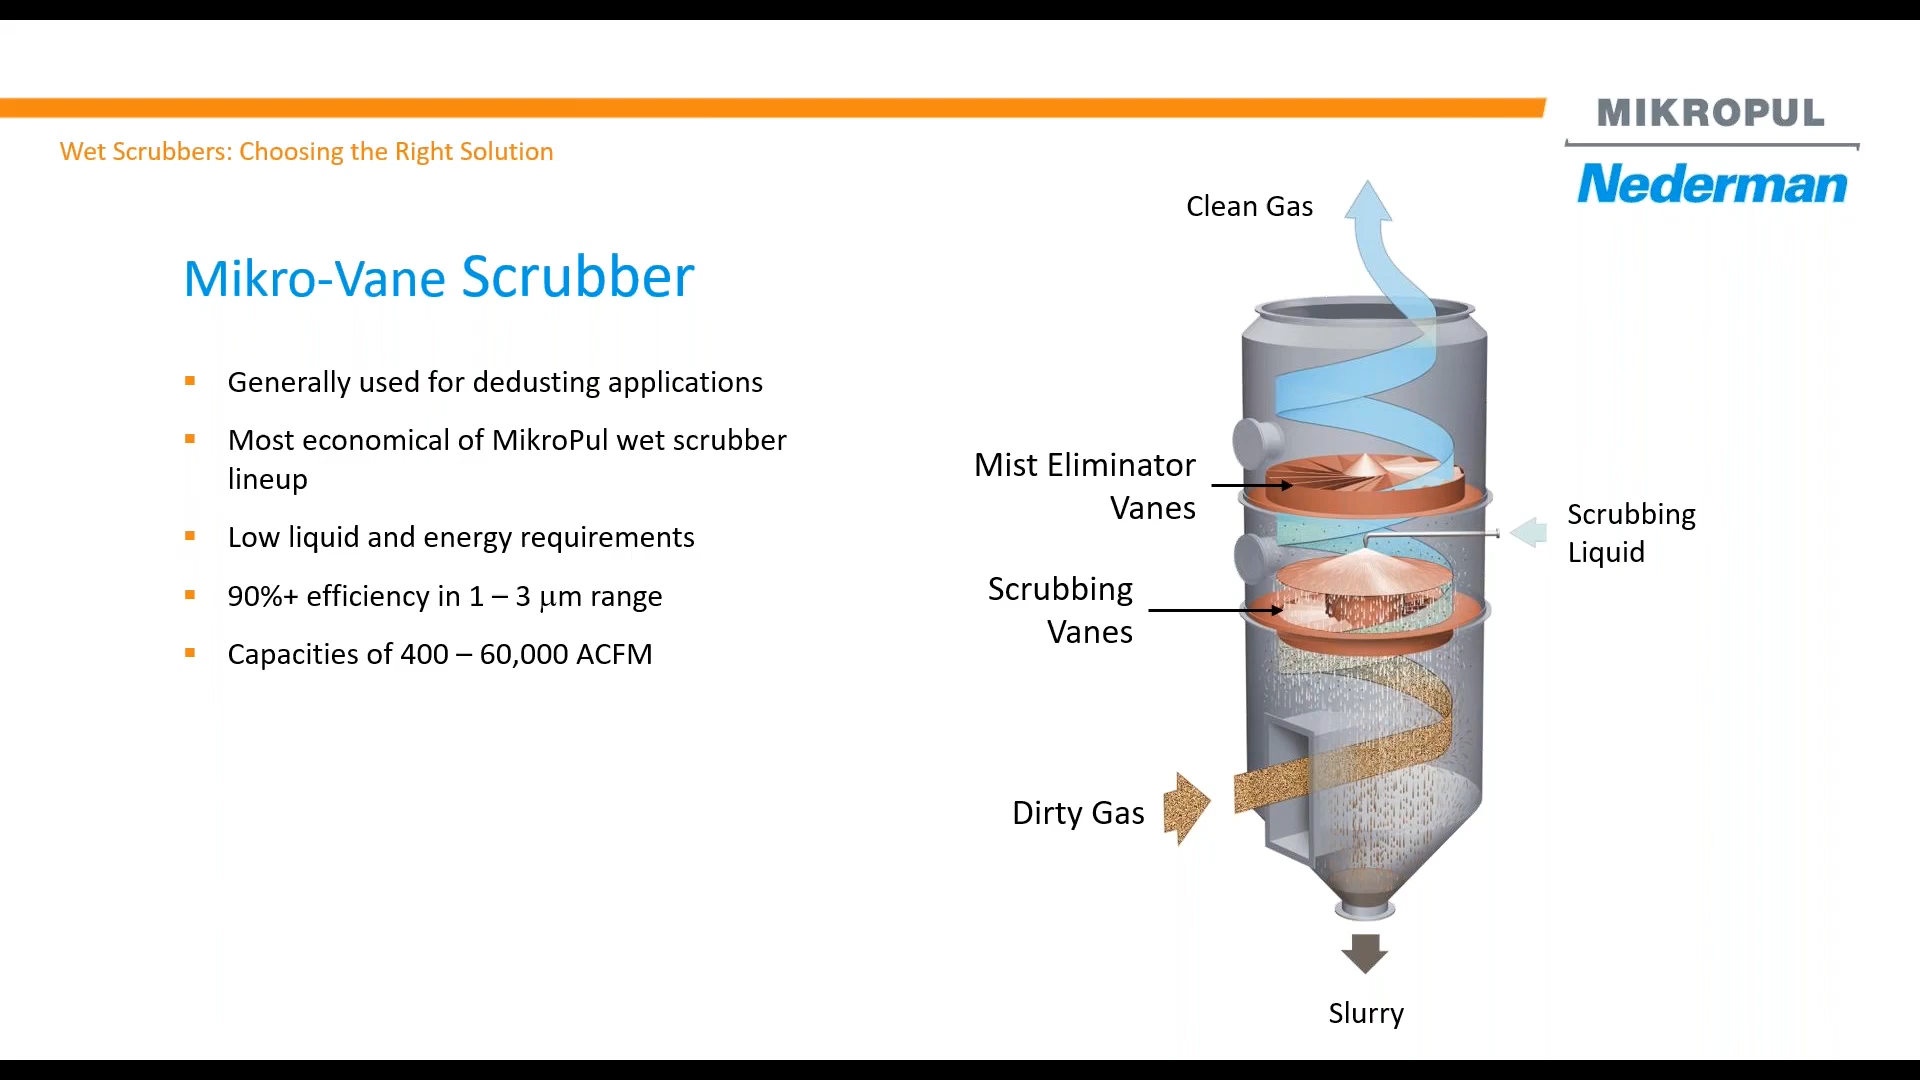 MIKROPUL
Nederman
Wet Scrubbers: Choosing the Right Solution
Mikro-Vane Scrubber
Generally used for dedusting applications
Most economical of MikroPul wet scrubber
lineup
Low liquid and energy requirements
90%+ efficiency in 1 – 3 μm range
Capacities of 400 – 60,000 ACFM
Clean Gas
Mist Eliminator
Vanes
Scrubbing
Liquid
Scrubbing
Vanes
Dirty Gas
Slurry